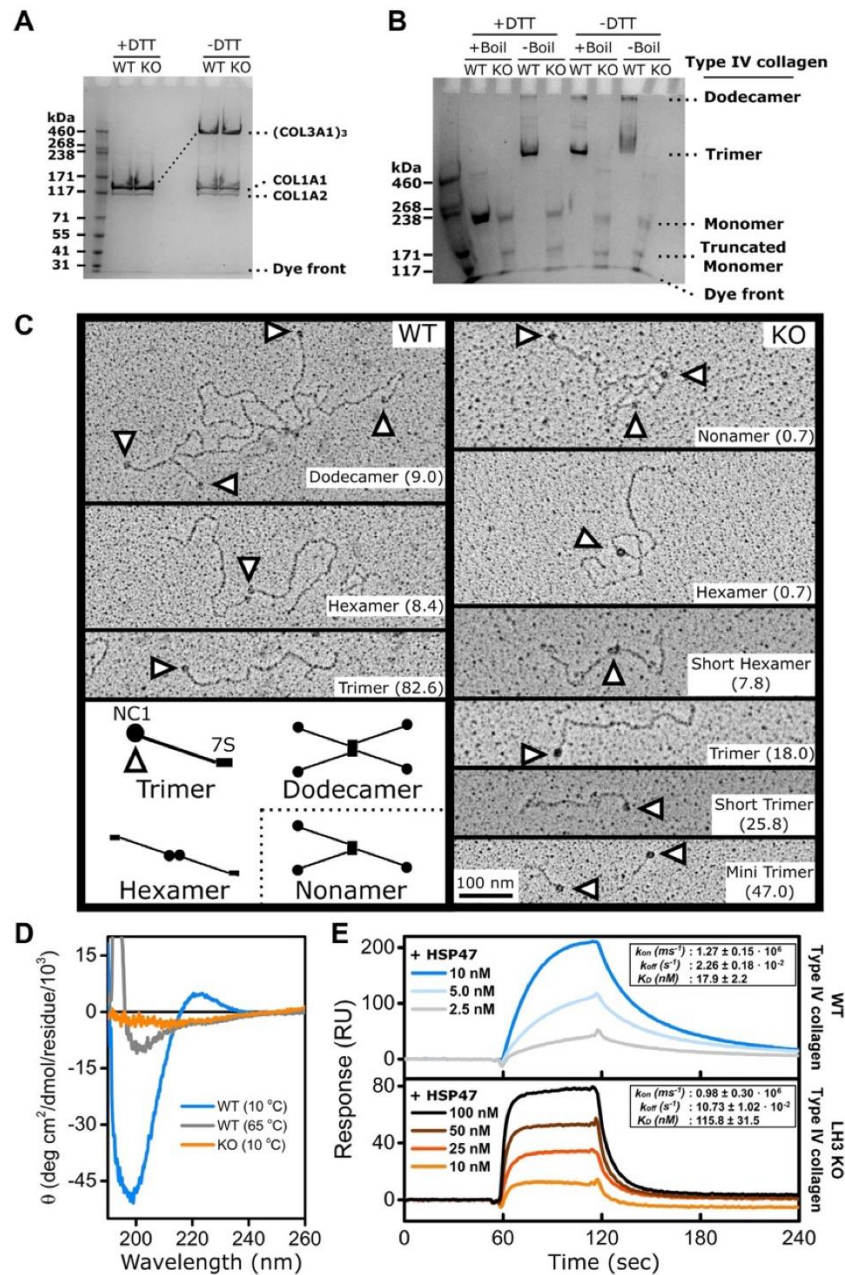 A
+DTT -DTT
WT KO WT KO
kDa
460
268
238
171
117
71
55
41
31
(COL3A1)₃
COL1A1
COL1A2
Dye front
B
+DTT -DTT
+Boil -Boil +Boil -Boil
WT KO WT KO WT KO WT KO
Type IV collagen
kDa
460
268
238
171
117
Dodecamer
Trimer
Monomer
Truncated
Monomer
Dye front
C
WT
Dodecamer (9.0)
Hexamer (8.4)
Trimer (82.6)
NC1
7S
Trimer
Dodecamer
Hexamer
Nonamer
KO
Nonamer (0.7)
Hexamer (0.7)
Short Hexamer
(7.8)
Trimer (18.0)
Short Trimer
(25.8)
Mini Trimer
(47.0)
100 nm
D
θ (deg cm²/dmol/residue/10³)
15
0
-15
-30
-45
WT (10 °C)
WT (65 °C)
KO (10 °C)
200 220 240 260
Wavelength (nm)
E
Response (RU)
200
100
0
+ HSP47
10 nM
5.0 nM
2.5 nM
kon (ms⁻¹) : 1.27 ± 0.15 · 10⁶
koff (s⁻¹) : 2.26 ± 0.18 · 10⁻²
KD (nM) : 17.9 ± 2.2
WT
Type IV collagen
80
40
0
+ HSP47
100 nM
50 nM
25 nM
10 nM
kon (ms⁻¹) : 0.98 ± 0.30 · 10⁶
koff (s⁻¹) : 10.73 ± 1.02 · 10⁻²
KD (nM) : 115.8 ± 31.5
LH3 KO
Type IV collagen
0 60 120 180 240
Time (sec)